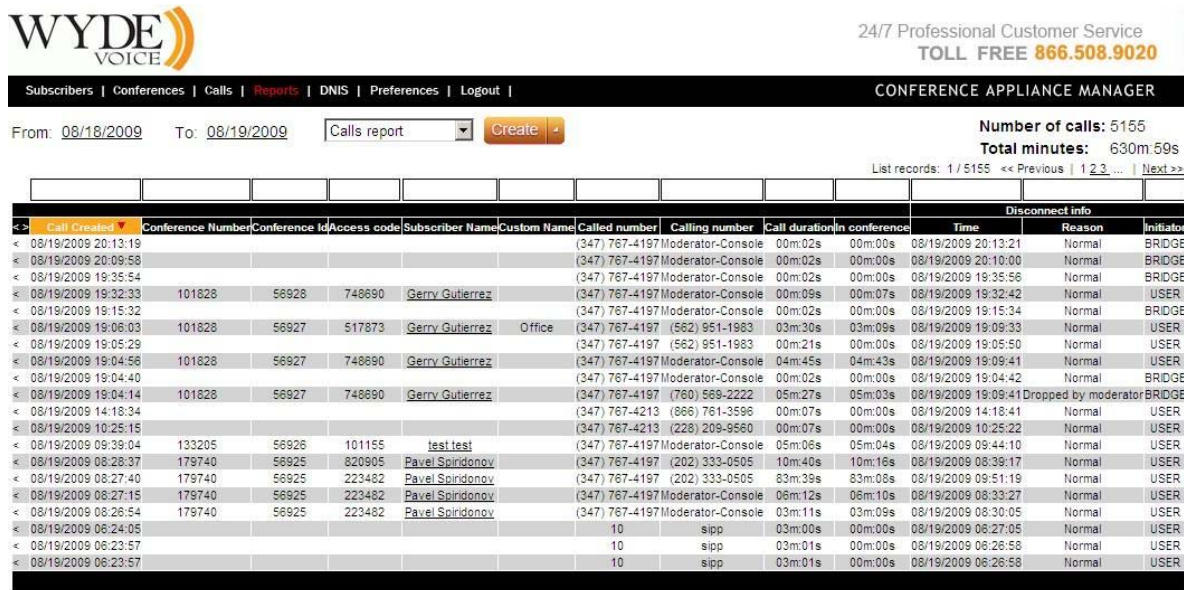 WYDE
VOICE
24/7 Professional Customer Service
TOLL FREE 866.508.9020
Subscribers | Conferences | Calls | Reports | DNIS | Preferences | Logout | CONFERENCE APPLIANCE MANAGER
From: 08/18/2009 To: 08/19/2009 Calls report Create
Number of calls: 5155
Total minutes: 630m:59s
List records: 1 / 5155 << Previous | 1 2 3 ... | Next >>
Disconnect info
< > Call Created Conference Number Conference Id Access code Subscriber Name Custom Name Called number Calling number Call duration In conference Time Reason Initiator
< 08/19/2009 20:13:19 (347) 767-4197 Moderator-Console 00m:02s 00m:00s 08/19/2009 20:13:21 Normal BRIDGE
< 08/19/2009 20:09:58 (347) 767-4197 Moderator-Console 00m:02s 00m:00s 08/19/2009 20:10:00 Normal BRIDGE
< 08/19/2009 19:35:54 (347) 767-4197 Moderator-Console 00m:02s 00m:00s 08/19/2009 19:35:56 Normal BRIDGE
< 08/19/2009 19:32:33 101828 56928 748690 Gerry Gutierrez (347) 767-4197 Moderator-Console 00m:09s 00m:07s 08/19/2009 19:32:42 Normal USER
< 08/19/2009 19:15:32 (347) 767-4197 Moderator-Console 00m:02s 00m:00s 08/19/2009 19:15:34 Normal BRIDGE
< 08/19/2009 19:06:03 101828 56927 517873 Gerry Gutierrez Office (347) 767-4197 (562) 951-1983 03m:30s 03m:09s 08/19/2009 19:09:33 Normal USER
< 08/19/2009 19:05:29 (347) 767-4197 (562) 951-1983 00m:21s 00m:00s 08/19/2009 19:05:50 Normal USER
< 08/19/2009 19:04:56 101828 56927 748690 Gerry Gutierrez (347) 767-4197 Moderator-Console 04m:45s 04m:43s 08/19/2009 19:09:41 Normal USER
< 08/19/2009 19:04:40 (347) 767-4197 Moderator-Console 00m:02s 00m:00s 08/19/2009 19:04:42 Normal BRIDGE
< 08/19/2009 19:04:14 101828 56927 748690 Gerry Gutierrez (347) 767-4197 (760) 569-2222 05m:27s 05m:03s 08/19/2009 19:09:41 Dropped by moderator BRIDGE
< 08/19/2009 14:18:34 (347) 767-4213 (866) 761-3596 00m:07s 00m:00s 08/19/2009 14:18:41 Normal USER
< 08/19/2009 10:25:15 (347) 767-4213 (228) 209-9560 00m:07s 00m:00s 08/19/2009 10:25:22 Normal USER
< 08/19/2009 09:39:04 133205 56926 101155 test test (347) 767-4197 Moderator-Console 05m:06s 05m:04s 08/19/2009 09:44:10 Normal USER
< 08/19/2009 08:28:37 179740 56925 820905 Pavel Spiridonov (347) 767-4197 (202) 333-0505 10m:40s 10m:16s 08/19/2009 08:39:17 Normal USER
< 08/19/2009 08:27:40 179740 56925 223482 Pavel Spiridonov (347) 767-4197 (202) 333-0505 83m:39s 83m:08s 08/19/2009 09:51:19 Normal USER
< 08/19/2009 08:27:15 179740 56925 223482 Pavel Spiridonov (347) 767-4197 Moderator-Console 06m:12s 06m:10s 08/19/2009 08:33:27 Normal USER
< 08/19/2009 08:26:54 179740 56925 223482 Pavel Spiridonov (347) 767-4197 Moderator-Console 03m:11s 03m:09s 08/19/2009 08:30:05 Normal USER
< 08/19/2009 06:24:05 10 sipp 03m:00s 00m:00s 08/19/2009 06:27:05 Normal USER
< 08/19/2009 06:23:57 10 sipp 03m:01s 00m:00s 08/19/2009 06:26:58 Normal USER
< 08/19/2009 06:23:57 10 sipp 03m:01s 00m:00s 08/19/2009 06:26:58 Normal USER